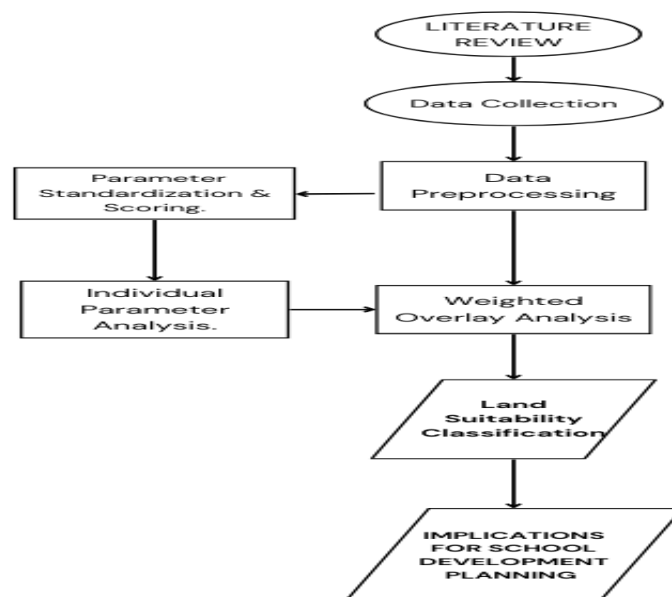 LITERATURE
REVIEW
Data Collection
Data
Preprocessing
Parameter
Standardization &
Scoring.
Individual
Parameter
Analysis.
Weighted
Overlay Analysis
Land
Suitability
Classification
IMPLICATIONS
FOR SCHOOL
DEVELOPMENT
PLANNING